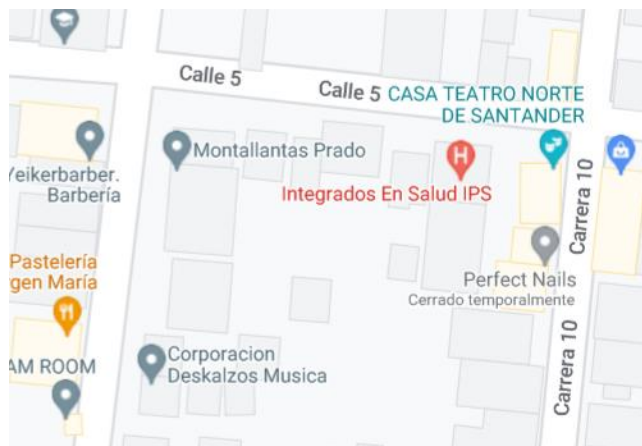 Calle 5
Calle 5
CASA TEATRO NORTE
DE SANTANDER
Montallantas Prado
Yeikerbarber.
Barbería
Integrados En Salud IPS
Carrera 10
Pastelería
gen María
Perfect Nails
Cerrado temporalmente
AM ROOM
Corporacion
Deskalzos Musica
Carrera 10
H